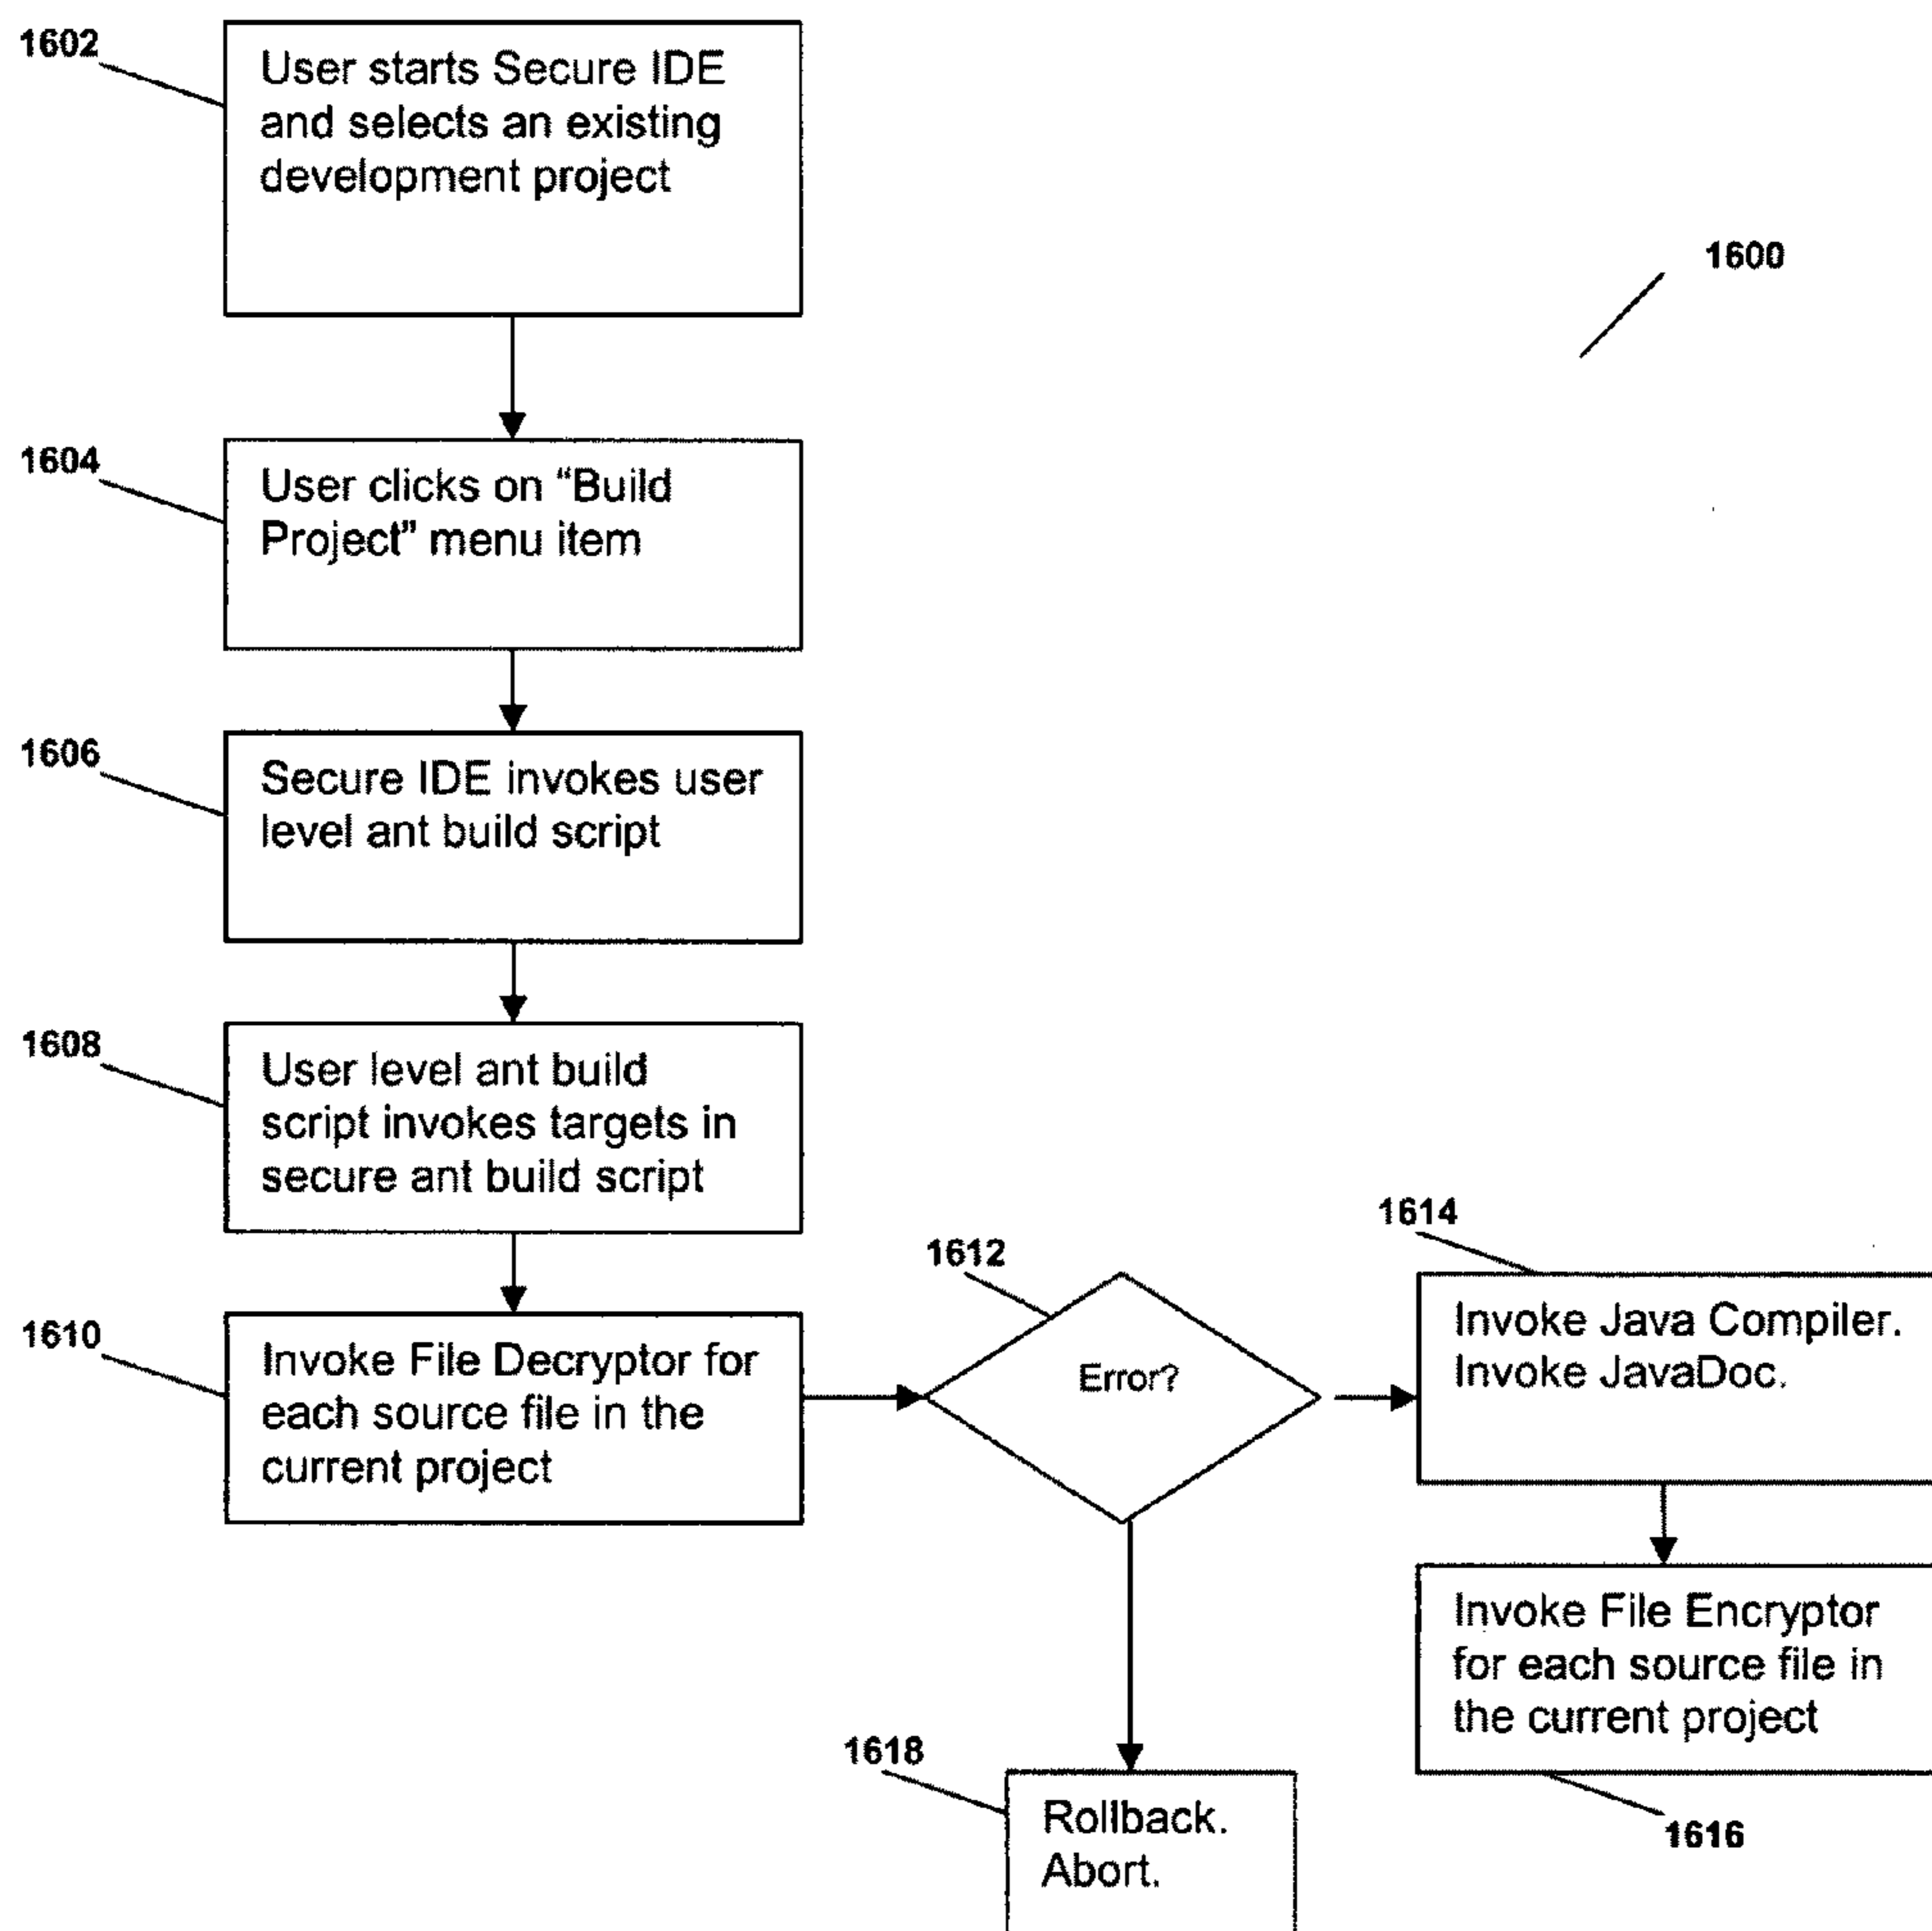 1602
User starts Secure IDE
and selects an existing
development project
1600
1604
User clicks on “Build
Project” menu item
1606
Secure IDE invokes user
level ant build script
1608
User level ant build
script invokes targets in
secure ant build script
1610
Invoke File Decryptor for
each source file in the
current project
1612
Error?
1614
Invoke Java Compiler.
Invoke JavaDoc.
Invoke File Encryptor
for each source file in
the current project
1616
1618
Rollback.
Abort.